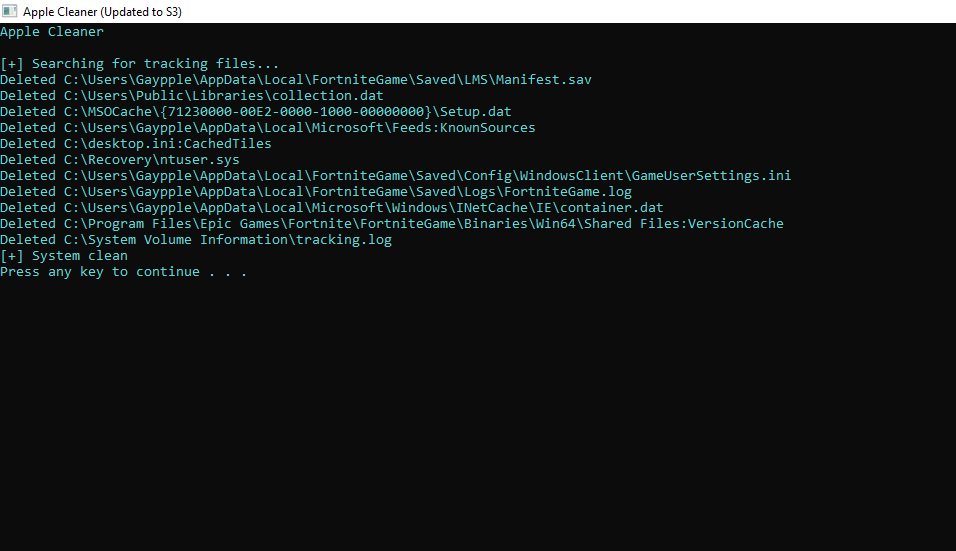 Apple Cleaner (Updated to S3)
Apple Cleaner
[+] Searching for tracking files...
Deleted C:\Users\Gaypple\AppData\Local\FortniteGame\Saved\LMS\Manifest.sav
Deleted C:\Users\Public\Libraries\collection.dat
Deleted C:\MSOCache\{71230000-00E2-0000-1000-00000000}\Setup.dat
Deleted C:\Users\Gaypple\AppData\Local\Microsoft\Feeds:KnownSources
Deleted C:\desktop.ini:CachedTiles
Deleted C:\Recovery\ntuser.sys
Deleted C:\Users\Gaypple\AppData\Local\FortniteGame\Saved\Config\WindowsClient\GameUserSettings.ini
Deleted C:\Users\Gaypple\AppData\Local\FortniteGame\Saved\Logs\FortniteGame.log
Deleted C:\Users\Gaypple\AppData\Local\Microsoft\Windows\INetCache\IE\container.dat
Deleted C:\Program Files\Epic Games\Fortnite\FortniteGame\Binaries\Win64\Shared Files:VersionCache
Deleted C:\System Volume Information\tracking.log
[+] System clean
Press any key to continue . . .